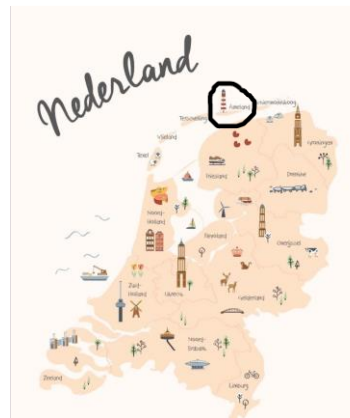 Nederland
Ameland
Schiermonnikoog
Terschelling
Vlieland
Texel
Groningen
Friesland
Drenthe
Noord-
Holland
Flevoland
Overijssel
Zuid-
Holland
Utrecht
Gelderland
Noord-
Brabant
Zeeland
Limburg